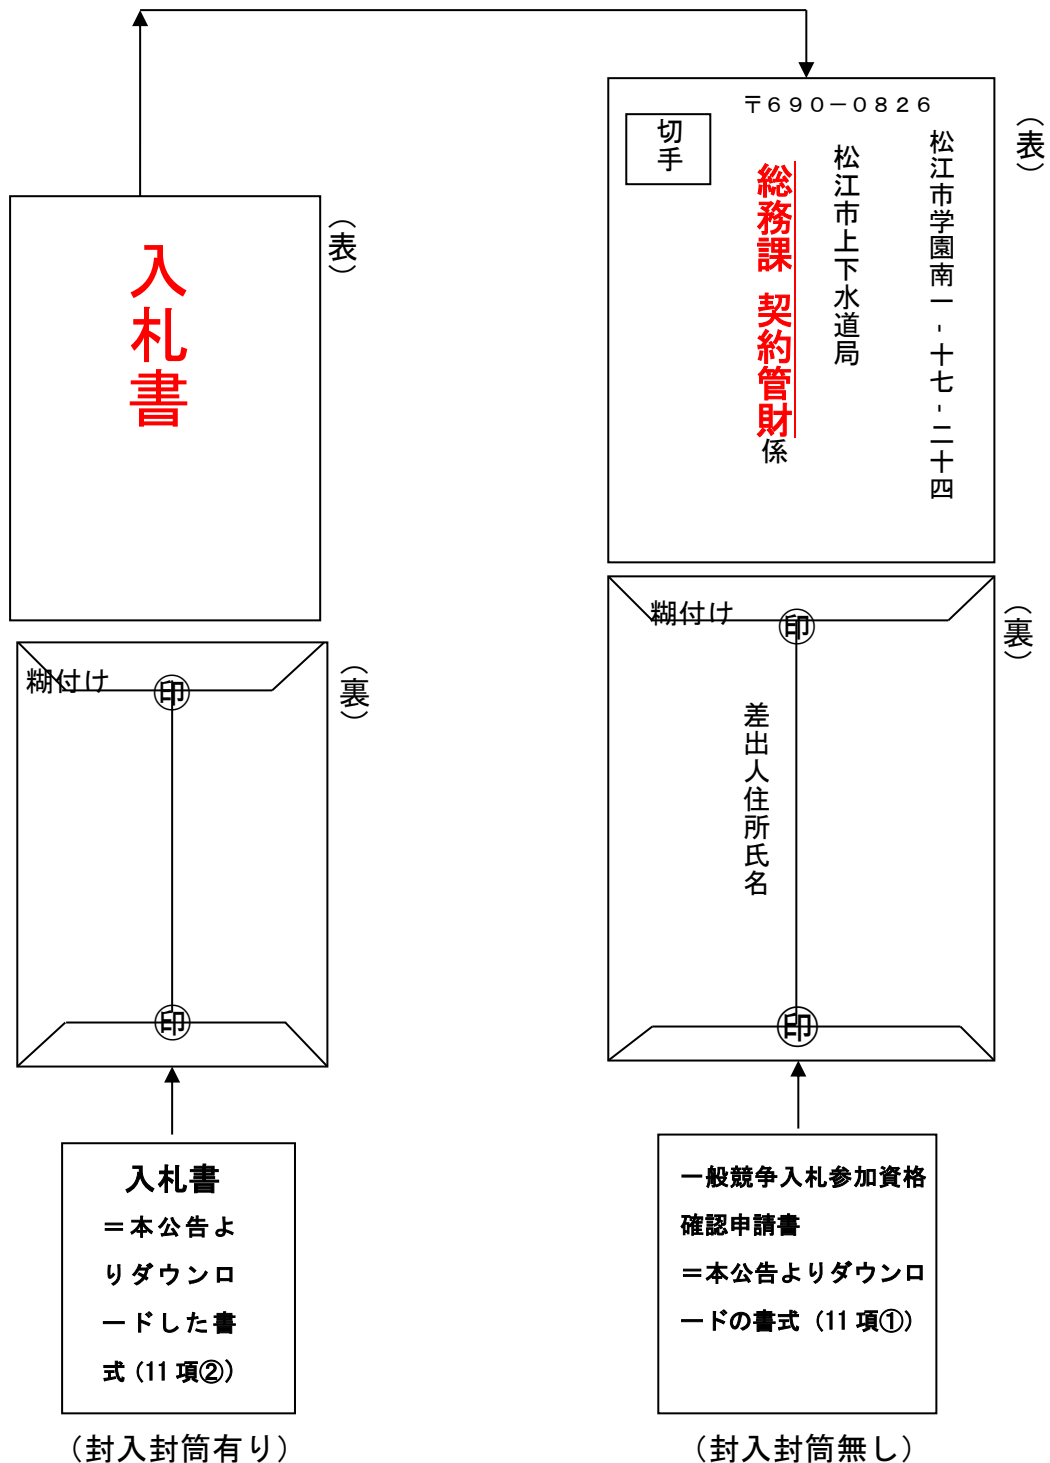 〒690－0826
切手
松江市学園南一-十七-二十四
松江市上下水道局
総務課 契約管財係
（表）
入札書
（表）
糊付け
印
印
（裏）
糊付け
印
差出人住所氏名
印
（裏）
入札書
＝本公告よ
りダウンロ
ードした書
式（11項②）
（封入封筒有り）
一般競争入札参加資格
確認申請書
＝本公告よりダウンロ
ードの書式（11項①）
（封入封筒無し）